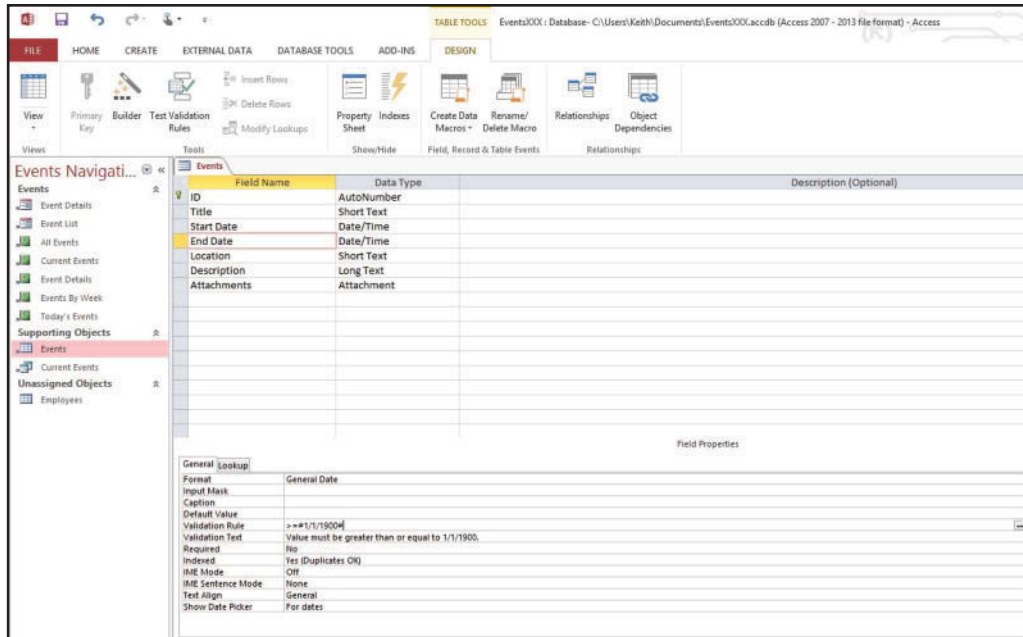 TABLE TOOLS EventsXXX : Database- C:\Users\Keith\Documents\EventsXXX.accdb (Access 2007 - 2013 file format) - Access
FILE HOME CREATE EXTERNAL DATA DATABASE TOOLS ADD-INS DESIGN
View
Primary Key
Builder
Test Validation Rules
Insert Rows
Delete Rows
Modify Lookups
Property Sheet
Indexes
Create Data Macros
Rename/ Delete Macro
Relationships
Object Dependencies
Views Tools Show/Hide Field, Record & Table Events Relationships
Events Navigati... «
Events
Event Details
Event List
All Events
Current Events
Event Details
Events By Week
Today's Events
Supporting Objects
Events
Current Events
Unassigned Objects
Employees
Events
Field Name Data Type Description (Optional)
ID AutoNumber
Title Short Text
Start Date Date/Time
End Date Date/Time
Location Short Text
Description Long Text
Attachments Attachment
Field Properties
General Lookup
Format General Date
Input Mask
Caption
Default Value
Validation Rule >=#1/1/1900# ...
Validation Text Value must be greater than or equal to 1/1/1900.
Required No
Indexed Yes (Duplicates OK)
IME Mode Off
IME Sentence Mode None
Text Align General
Show Date Picker For dates